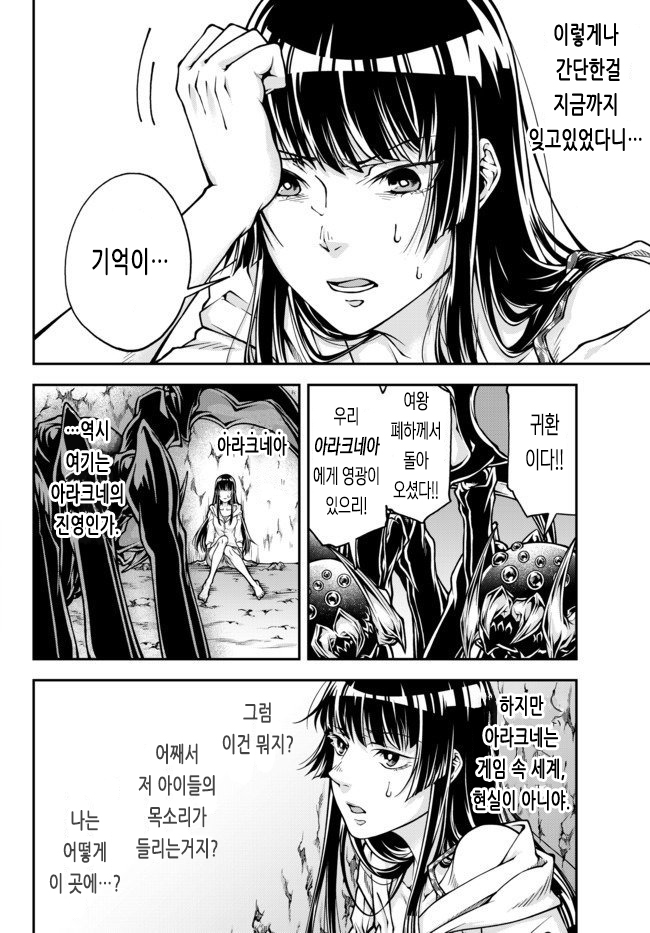 이렇게나
간단한걸
지금까지
잊고있었다니…
기억이…
귀환
이다!!
여왕
폐하께서
돌아
오셨다!!
우리
아라크네아
에게 영광이
있으리!
아라크네아
…역시
여기는
아라크네의
진영인가.
하지만
아라크네는
게임 속 세계,
현실이 아니야.
그럼
이건 뭐지?
어째서
저 아이들의
목소리가
들리는거지?
나는
어떻게
이 곳에…?